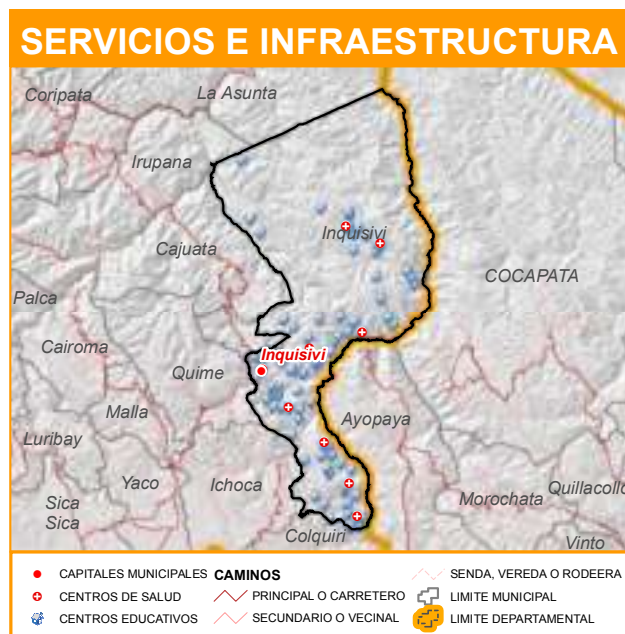 SERVICIOS E INFRAESTRUCTURA
La Asunta
Coripata
Irupana
Inquisivi
Cajuata
COCAPATA
Palca
Cairoma
Inquisivi
Quime
Malla
Ayopaya
Luribay
Yaco
Ichoca
Quillacollo
Morochata
Sica
Sica
Colquiri
Vinto
CAPITALES MUNICIPALES
CENTROS DE SALUD
CENTROS EDUCATIVOS
CAMINOS
PRINCIPAL O CARRETERO
SECUNDARIO O VECINAL
SENDA, VEREDA O RODEERA
LIMITE MUNICIPAL
LIMITE DEPARTAMENTAL